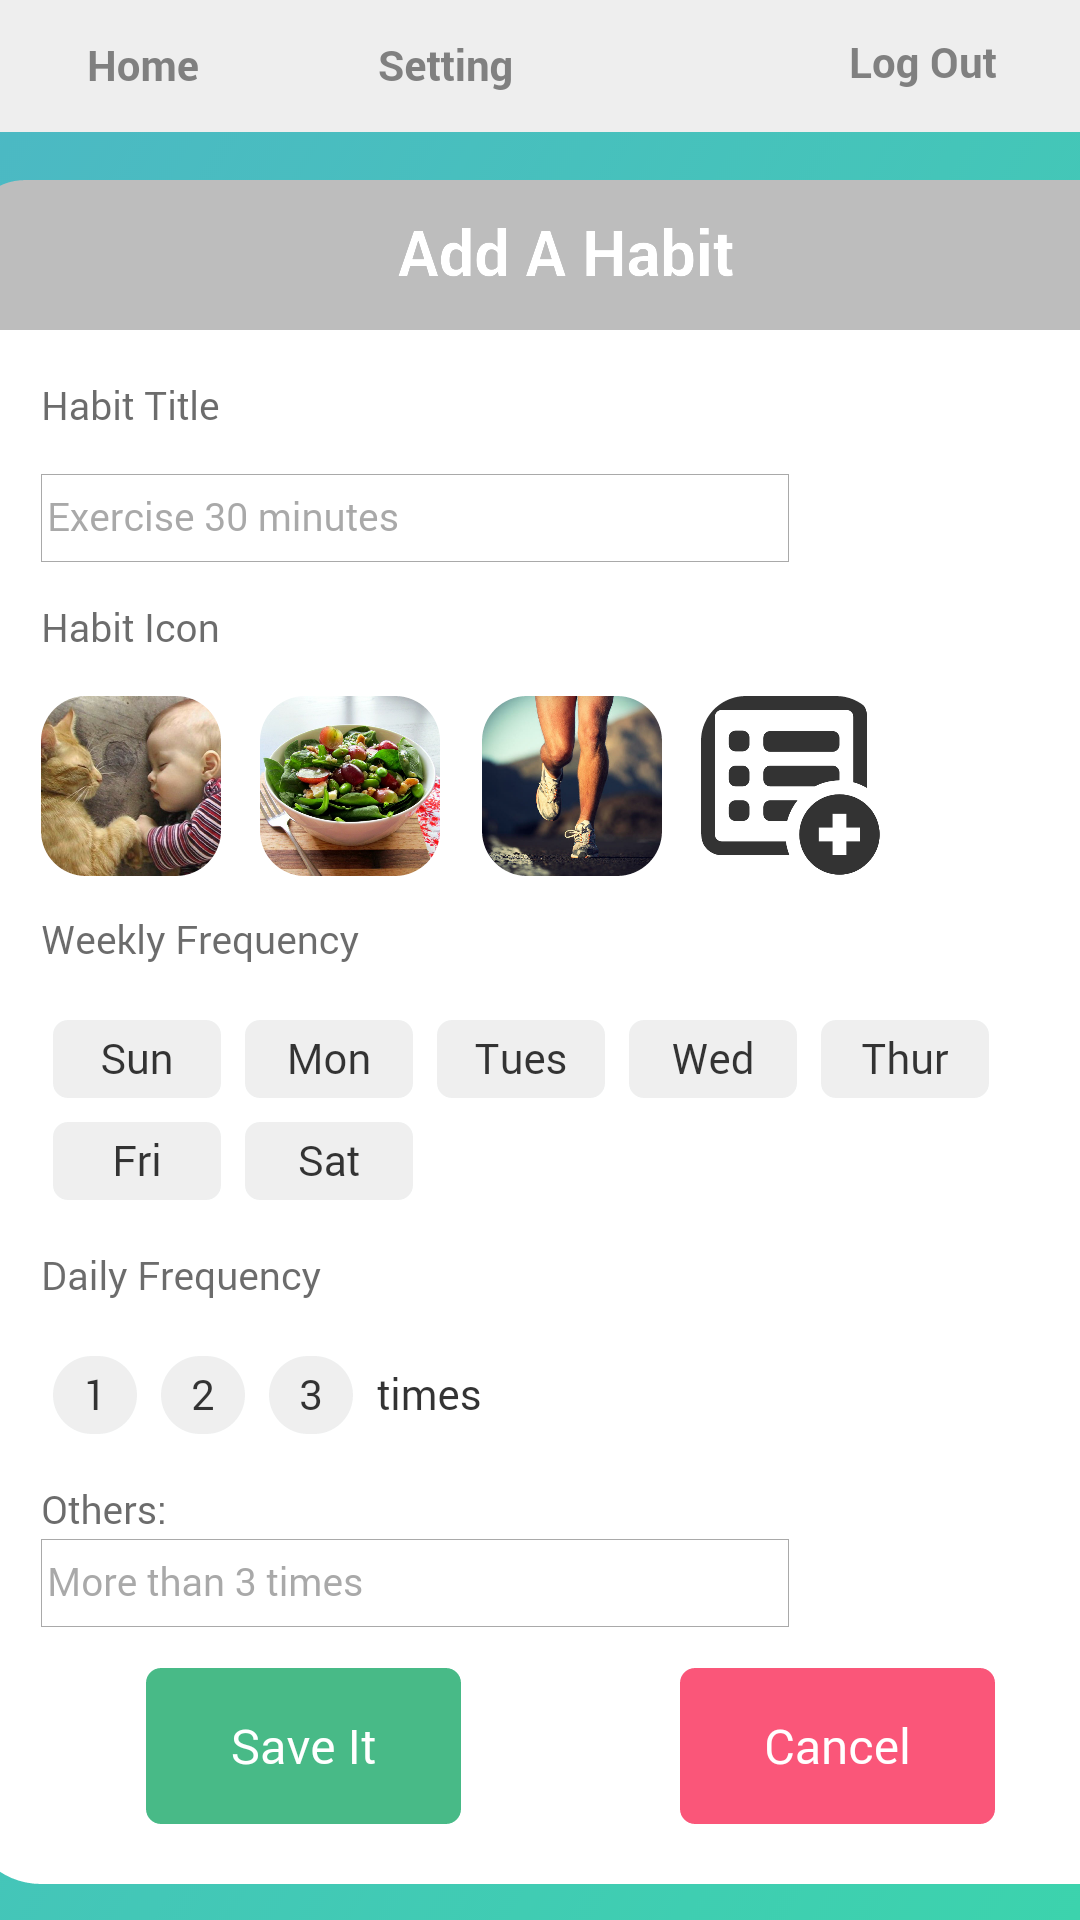 Home Setting Log Out
Add A Habit
Habit Title
Exercise 30 minutes
Habit Icon
Weekly Frequency
Sun Mon Tues Wed Thur
Fri Sat
Daily Frequency
1 2 3 times
Others:
More than 3 times
Save It Cancel